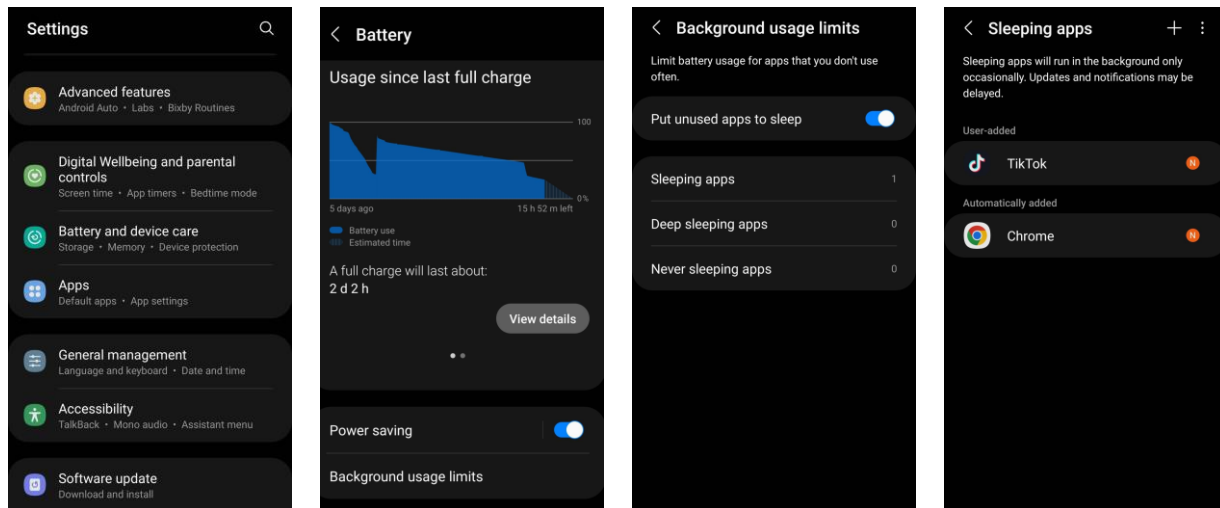 Settings
Advanced features
Android Auto • Labs • Bixby Routines
Digital Wellbeing and parental
controls
Screen time • App timers • Bedtime mode
Battery and device care
Storage • Memory • Device protection
Apps
Default apps • App settings
General management
Language and keyboard • Date and time
Accessibility
TalkBack • Mono audio • Assistant menu
Software update
Download and install
Battery
Usage since last full charge
100
0%
5 days ago
15 h 52 m left
Battery use
Estimated time
A full charge will last about:
2 d 2 h
View details
Power saving
Background usage limits
Background usage limits
Limit battery usage for apps that you don't use
often.
Put unused apps to sleep
Sleeping apps 1
Deep sleeping apps 0
Never sleeping apps 0
Sleeping apps
Sleeping apps will run in the background only
occasionally. Updates and notifications may be
delayed.
User-added
TikTok N
Automatically added
Chrome N